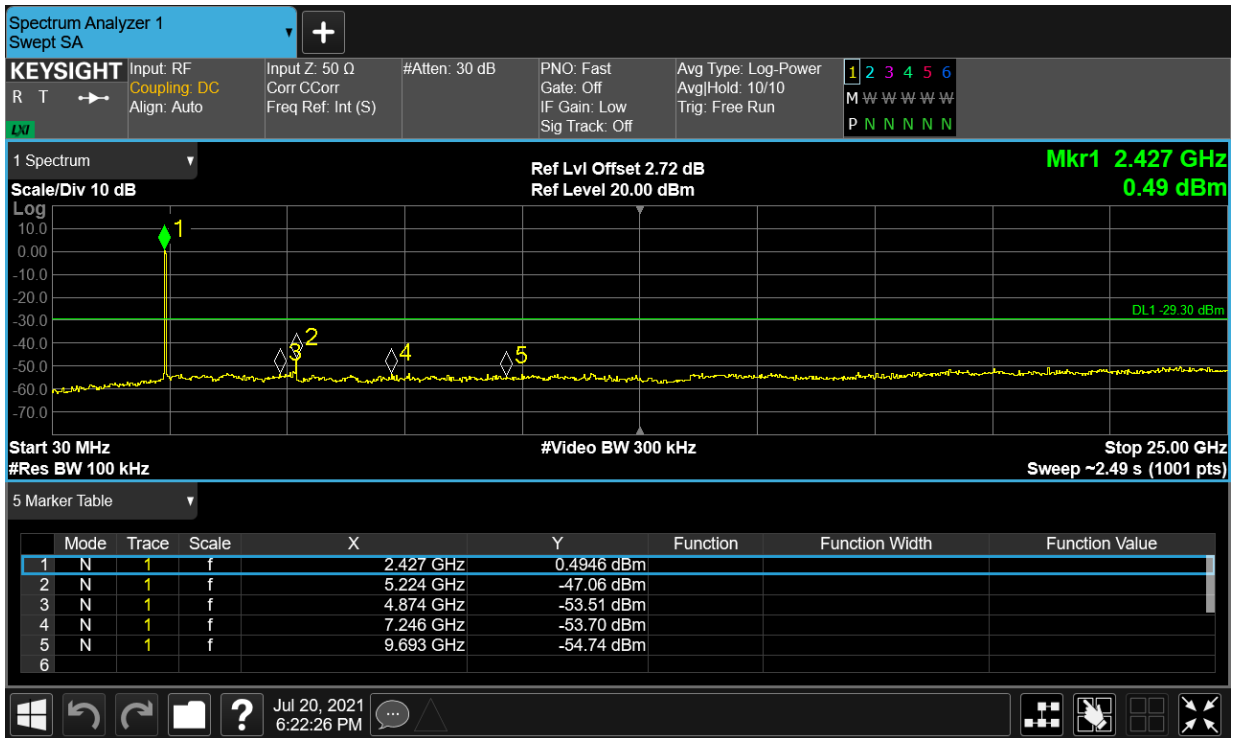 Spectrum Analyzer 1
Swept SA
KEYSIGHT
R T
LXI
Input: RF
Coupling: DC
Align: Auto
Input Z: 50 Ω
Corr CCorr
Freq Ref: Int (S)
#Atten: 30 dB
PNO: Fast
Gate: Off
IF Gain: Low
Sig Track: Off
Avg Type: Log-Power
Avg|Hold: 10/10
Trig: Free Run
1 2 3 4 5 6
M W W W W W
P N N N N N
1 Spectrum
Scale/Div 10 dB
Log
Ref Lvl Offset 2.72 dB
Ref Level 20.00 dBm
Mkr1 2.427 GHz
0.49 dBm
10.0
0.00
-10.0
-20.0
-30.0
-40.0
-50.0
-60.0
-70.0
1
2
3
4
5
DL1 -29.30 dBm
Start 30 MHz
#Res BW 100 kHz
#Video BW 300 kHz
Stop 25.00 GHz
Sweep ~2.49 s (1001 pts)
5 Marker Table
Mode Trace Scale X Y Function Function Width Function Value
1 N 1 f 2.427 GHz 0.4946 dBm
2 N 1 f 5.224 GHz -47.06 dBm
3 N 1 f 4.874 GHz -53.51 dBm
4 N 1 f 7.246 GHz -53.70 dBm
5 N 1 f 9.693 GHz -54.74 dBm
6
?
Jul 20, 2021
6:22:26 PM